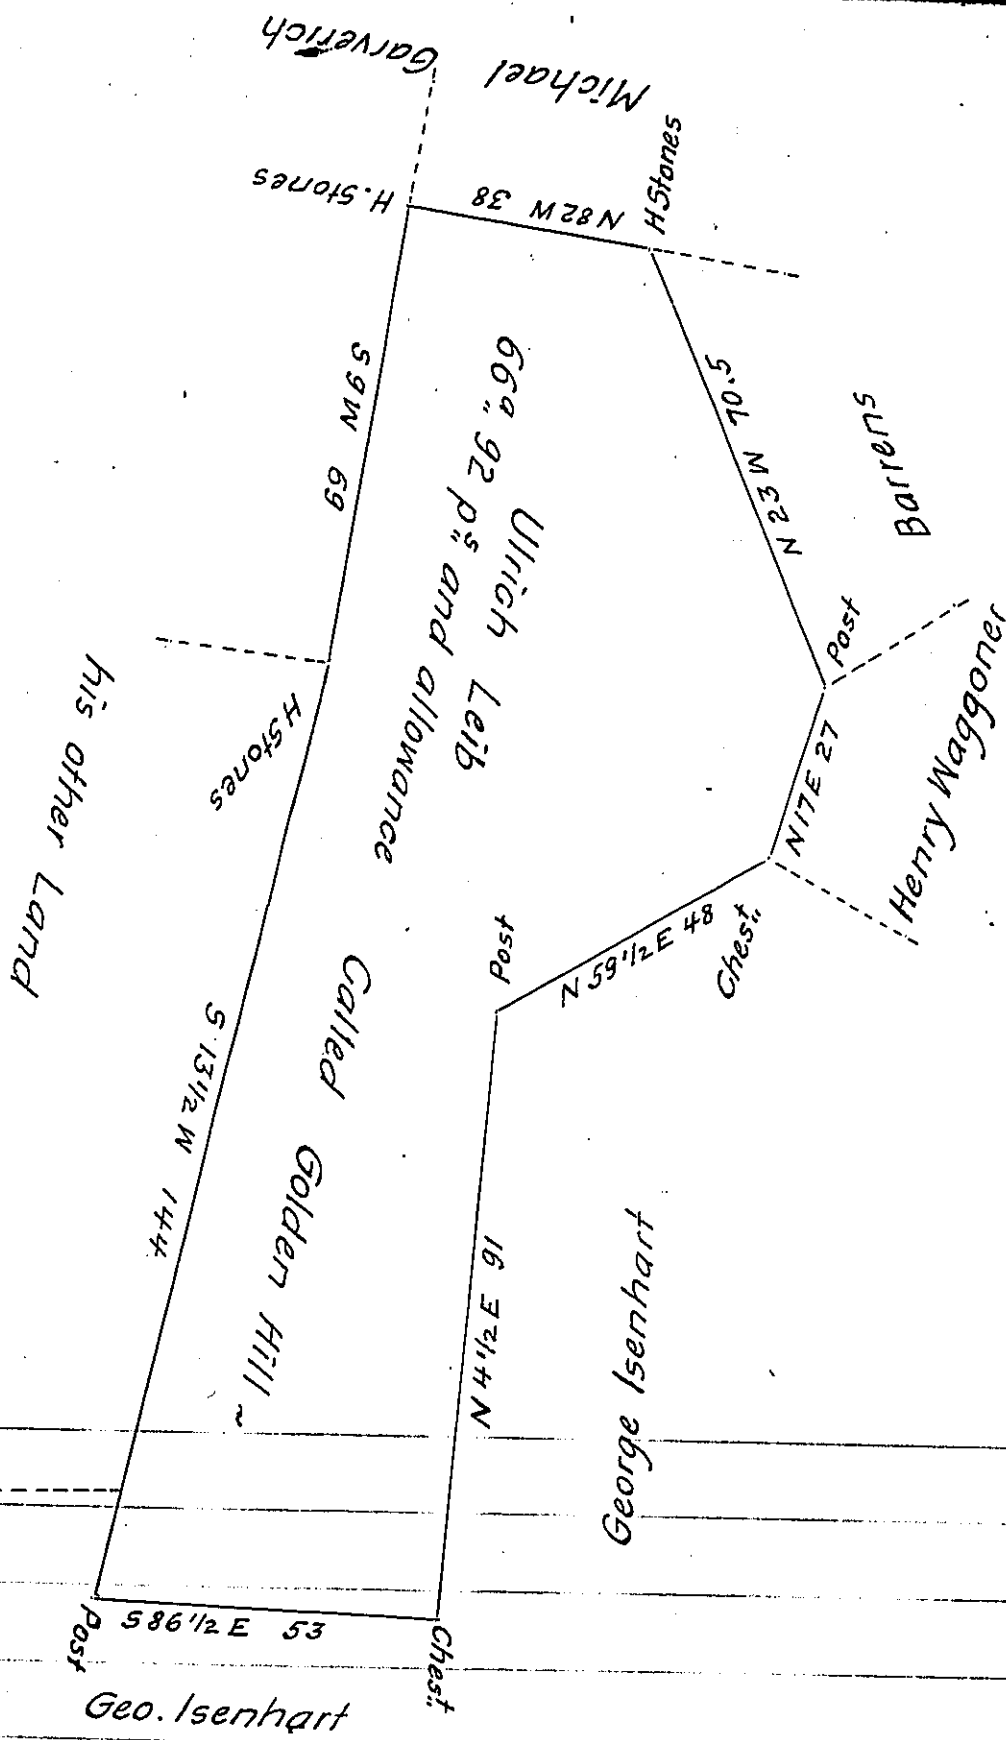 Michael
Garverich
H. Stones
N 82 W 38
H Stones
S 9 W 69
N 23 W 70.5
Barrens
Ulrich Leib
66a,, 92 ps,, and allowance
Post
Henry Waggoner
N 17 E 27
H Stones
his other Land
Chest,,
N 59 1/2 E 48
Post
Called Golden Hill ~
S 13 1/2 W 144
N 4 1/2 E 91
George Isenhart
Post
S 86 1/2 E 53
Chest,,
Geo. Isenhart